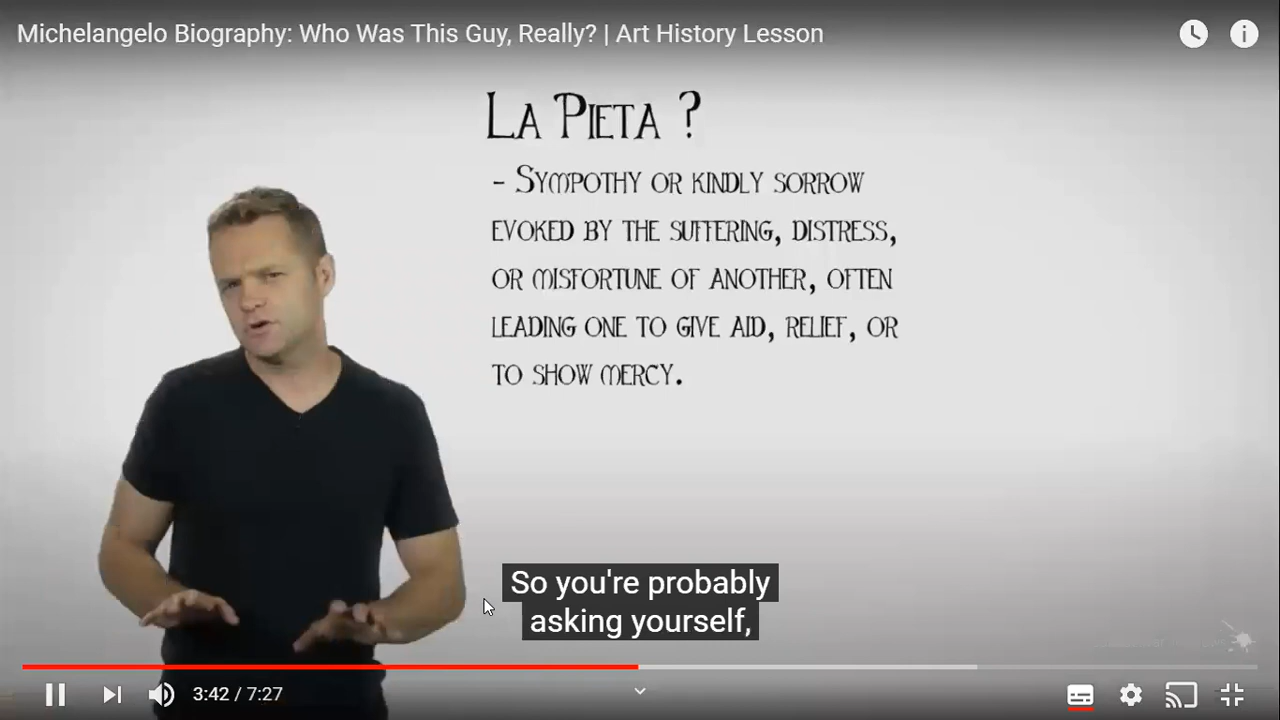 Michelangelo Biography: Who Was This Guy, Really? | Art History Lesson
La Pieta ?
- Sympothy or kindly sorrow
evoked by the suffering, distress,
or misfortune of another, often
leading one to give aid, relief, or
to show mercy.
So you're probably
asking yourself,
3:42 / 7:27